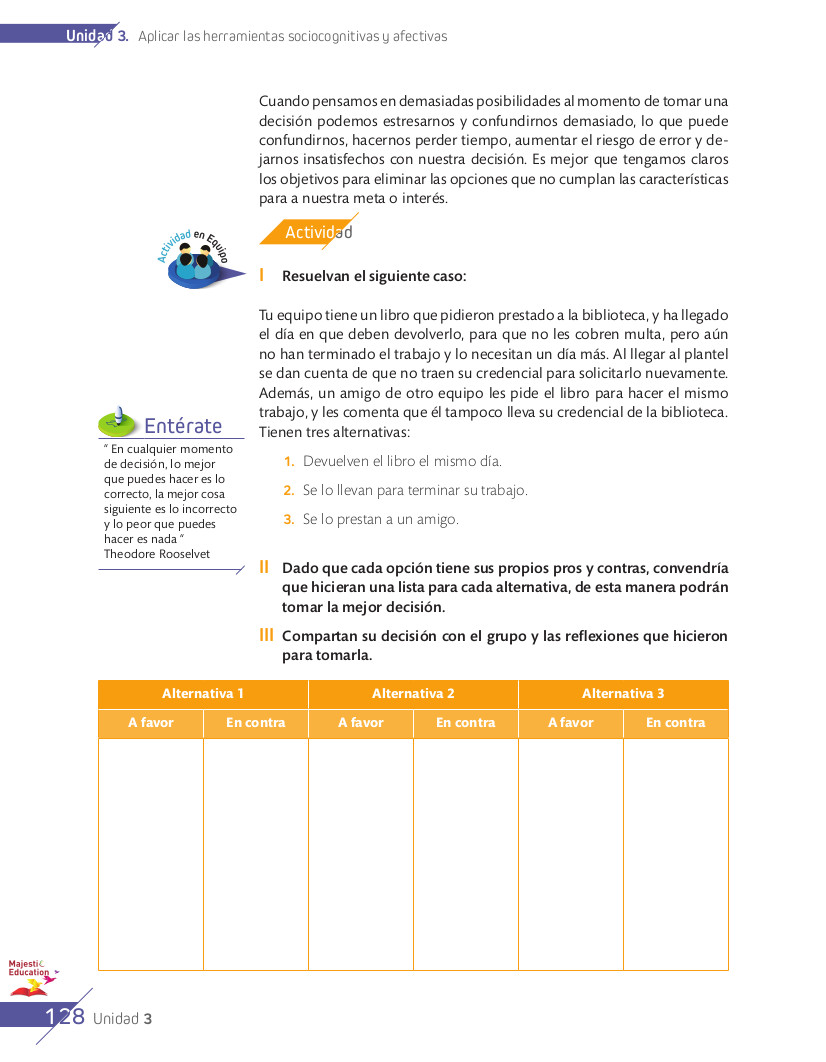 Unidad 3. Aplicar las herramientas sociocognitivas y afectivas
Cuando pensamos en demasiadas posibilidades al momento de tomar una
decisión podemos estresarnos y confundirnos demasiado, lo que puede
confundirnos, hacernos perder tiempo, aumentar el riesgo de error y de-
jarnos insatisfechos con nuestra decisión. Es mejor que tengamos claros
los objetivos para eliminar las opciones que no cumplan las características
para a nuestra meta o interés.
Actividad en Equipo
Actividad
I Resuelvan el siguiente caso:
Tu equipo tiene un libro que pidieron prestado a la biblioteca, y ha llegado
el día en que deben devolverlo, para que no les cobren multa, pero aún
no han terminado el trabajo y lo necesitan un día más. Al llegar al plantel
se dan cuenta de que no traen su credencial para solicitarlo nuevamente.
Además, un amigo de otro equipo les pide el libro para hacer el mismo
trabajo, y les comenta que él tampoco lleva su credencial de la biblioteca.
Tienen tres alternativas:
1. Devuelven el libro el mismo día.
2. Se lo llevan para terminar su trabajo.
3. Se lo prestan a un amigo.
Entérate
“ En cualquier momento
de decisión, lo mejor
que puedes hacer es lo
correcto, la mejor cosa
siguiente es lo incorrecto
y lo peor que puedes
hacer es nada “
Theodore Rooselvet
II Dado que cada opción tiene sus propios pros y contras, convendría
que hicieran una lista para cada alternativa, de esta manera podrán
tomar la mejor decisión.
III Compartan su decisión con el grupo y las reflexiones que hicieron
para tomarla.
Alternativa 1 Alternativa 2 Alternativa 3
A favor En contra A favor En contra A favor En contra
Majestic
Education
128 Unidad 3